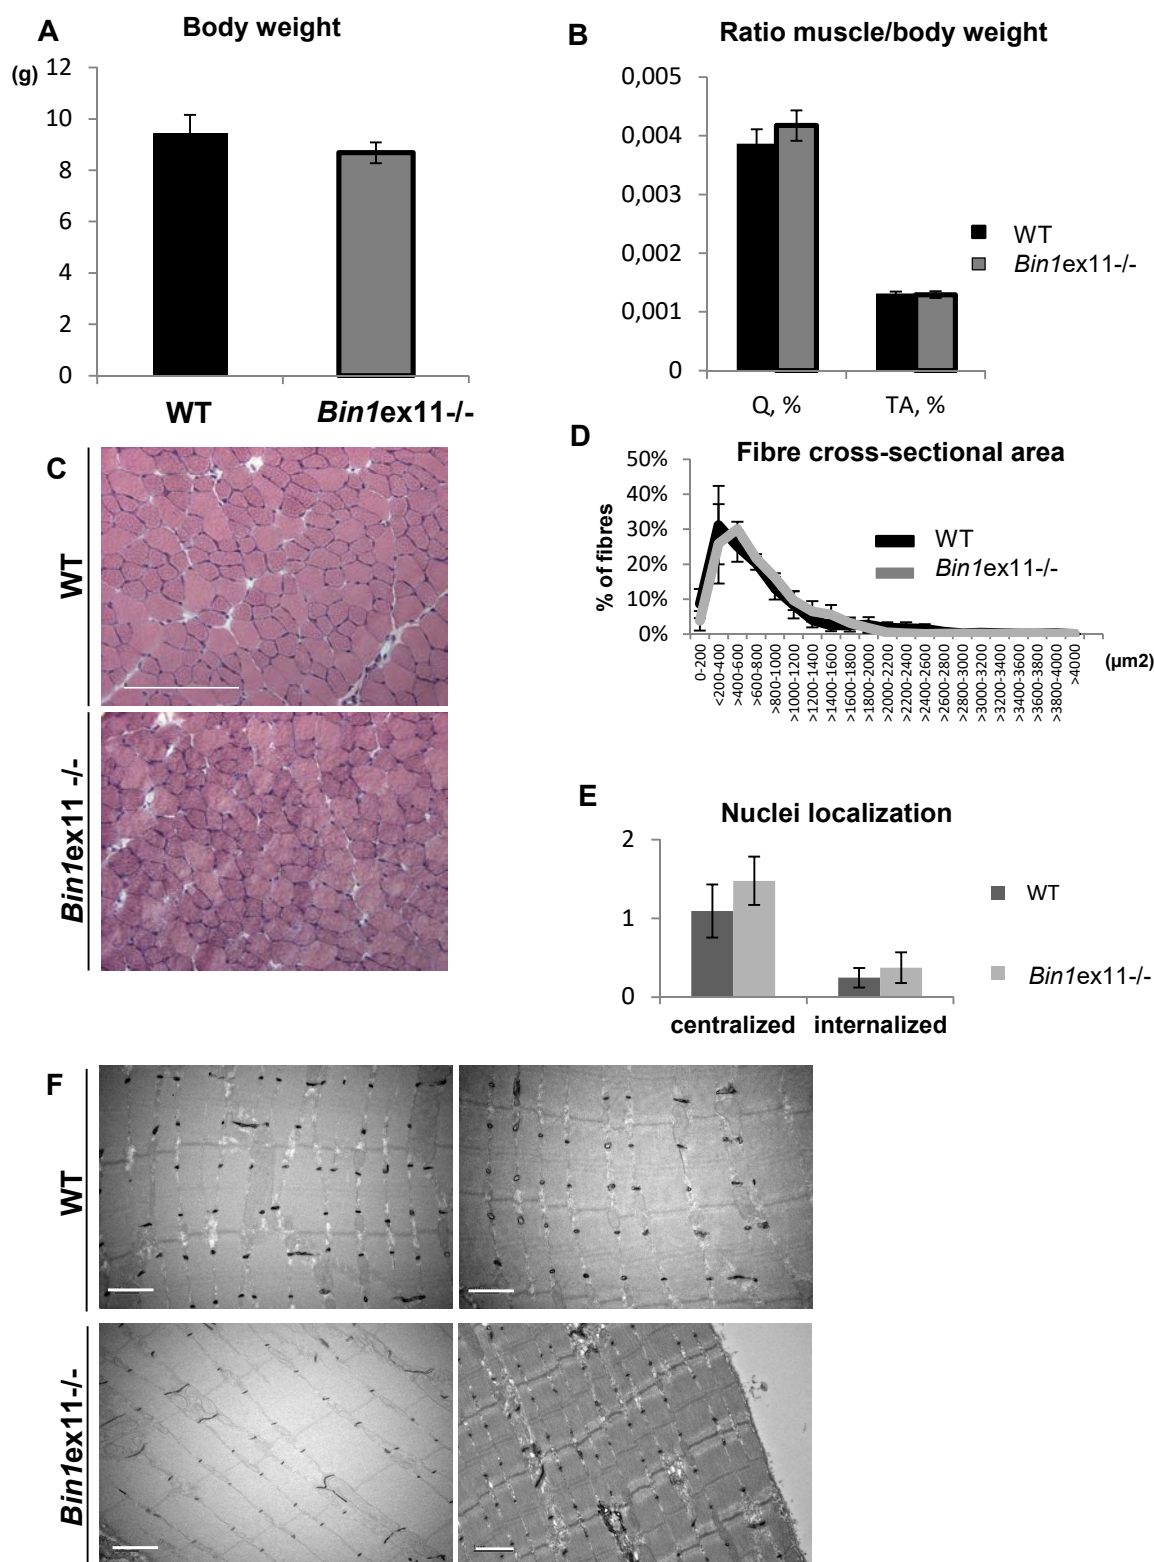 A
Body weight
(g)
12
10
8
6
4
2
0
WT
Bin1ex11-/-
B
Ratio muscle/body weight
0,005
0,004
0,003
0,002
0,001
0
Q, %
TA, %
WT
Bin1ex11-/-
C
WT
Bin1ex11 -/-
D
Fibre cross-sectional area
% of fibres
50%
40%
30%
20%
10%
0%
WT
Bin1ex11-/-
0-200
<200-400
>400-600
>600-800
>800-1000
>1000-1200
>1200-1400
>1400-1600
>1600-1800
>1800-2000
>2000-2200
>2200-2400
>2400-2600
>2600-2800
>2800-3000
>3000-3200
>3200-3400
>3400-3600
>3600-3800
>3800-4000
>4000
(µm2)
E
Nuclei localization
2
1
0
centralized
internalized
WT
Bin1ex11-/-
F
WT
Bin1ex11-/-